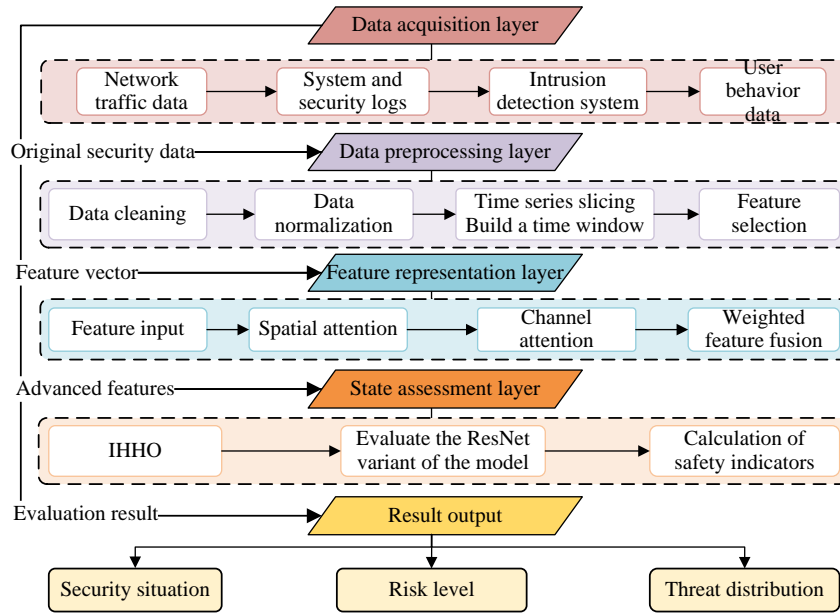 Data acquisition layer
Network
traffic data
System and
security logs
Intrusion
detection system
User
behavior
data
Original security data
Data preprocessing layer
Data cleaning
Data
normalization
Time series slicing
Build a time window
Feature
selection
Feature vector
Feature representation layer
Feature input
Spatial attention
Channel
attention
Weighted
feature fusion
Advanced features
State assessment layer
IHHO
Evaluate the ResNet
variant of the model
Calculation of
safety indicators
Evaluation result
Result output
Security situation
Risk level
Threat distribution